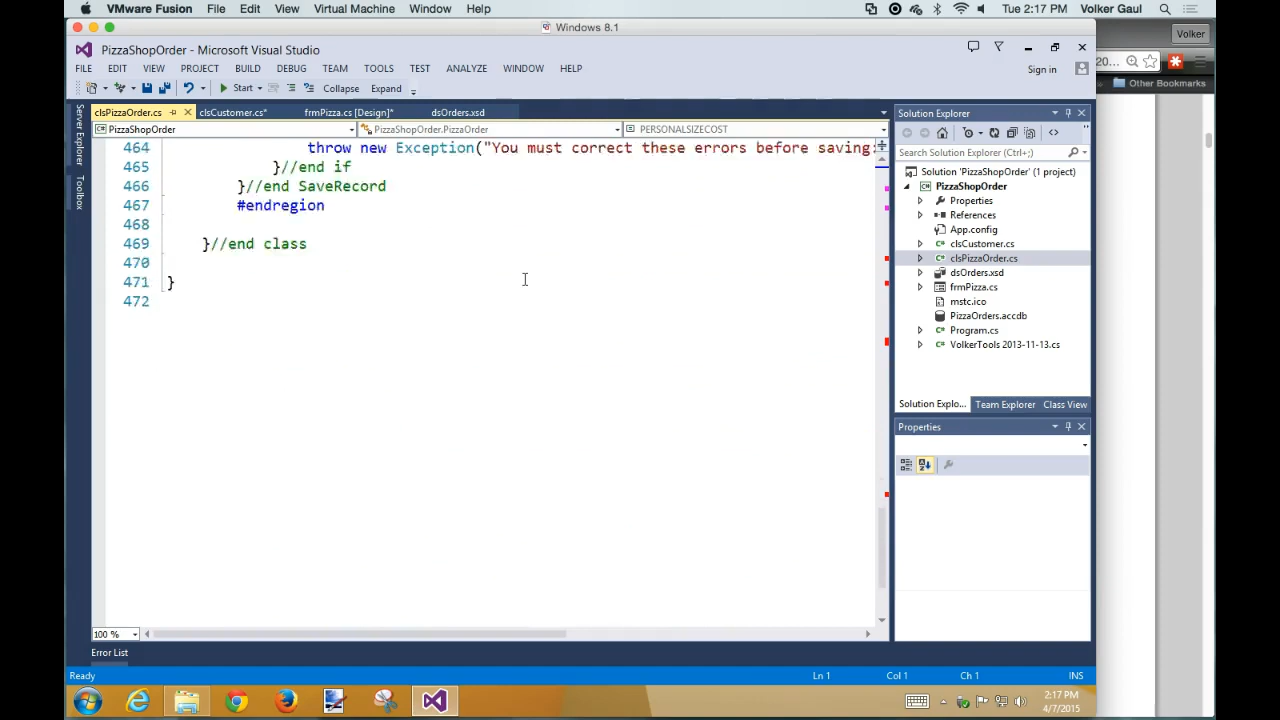 VMware Fusion File Edit View Virtual Machine Window Help Tue 2:17 PM Volker Gaul
Windows 8.1
Volker
PizzaShopOrder - Microsoft Visual Studio
FILE EDIT VIEW PROJECT BUILD DEBUG TEAM TOOLS TEST WINDOW HELP Sign in
20...
Start Collapse Expand
Other Bookmarks
clsPizzaOrder.cs clsCustomer.cs* frmPizza.cs [Design]* dsOrders.xsd
PizzaShopOrder PizzaShopOrder.PizzaOrder PERSONALSIZECOST
Server Explorer
Toolbox
464 throw new Exception("You must correct these errors before saving:
465 }//end if
466 }//end SaveRecord
467 #endregion
468
469 }//end class
470
471 }
472
100 %
Solution Explorer
Search Solution Explorer (Ctrl+;)
Solution 'PizzaShopOrder' (1 project)
PizzaShopOrder
Properties
References
App.config
clsCustomer.cs
clsPizzaOrder.cs
dsOrders.xsd
frmPizza.cs
mstc.ico
PizzaOrders.accdb
Program.cs
VolkerTools 2013-11-13.cs
Solution Explo... Team Explorer Class View
Properties
Error List
Ready Ln 1 Col 1 Ch 1 INS
2:17 PM
4/7/2015